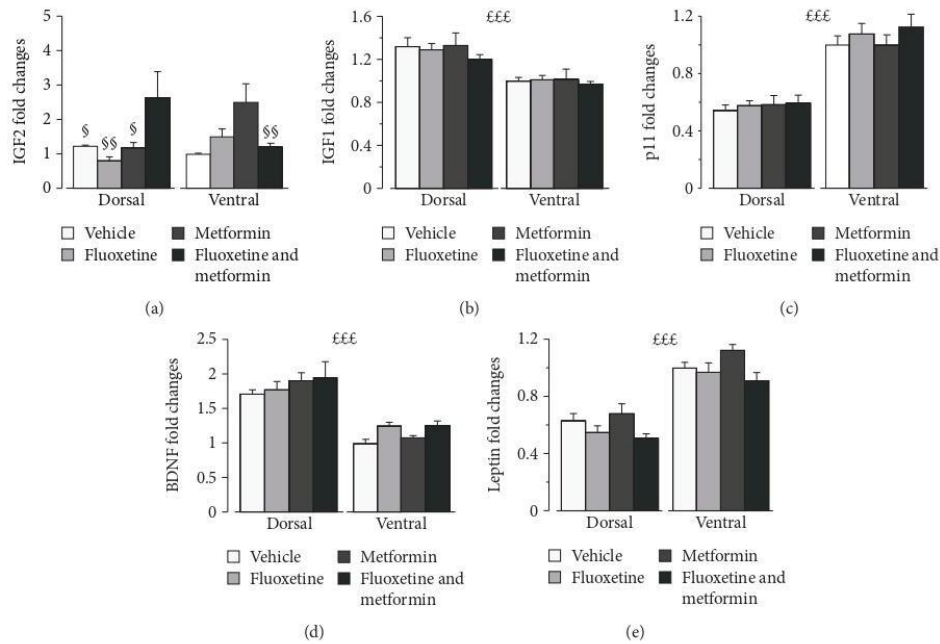 IGF2 fold changes
5
4
3
2
1
0
§
§§
§
§§
Dorsal Ventral
Vehicle Metformin
Fluoxetine Fluoxetine and
metformin
(a)
IGF1 fold changes
1.6
1.2
0.8
0.4
0
£££
Dorsal Ventral
Vehicle Metformin
Fluoxetine Fluoxetine and
metformin
(b)
p11 fold changes
1.2
0.8
0.4
0
£££
Dorsal Ventral
Vehicle Metformin
Fluoxetine Fluoxetine and
metformin
(c)
BDNF fold changes
2.5
2
1.5
1
0.5
0
£££
Dorsal Ventral
Vehicle Metformin
Fluoxetine Fluoxetine and
metformin
(d)
Leptin fold changes
1.2
0.8
0.4
0
£££
Dorsal Ventral
Vehicle Metformin
Fluoxetine Fluoxetine and
metformin
(e)